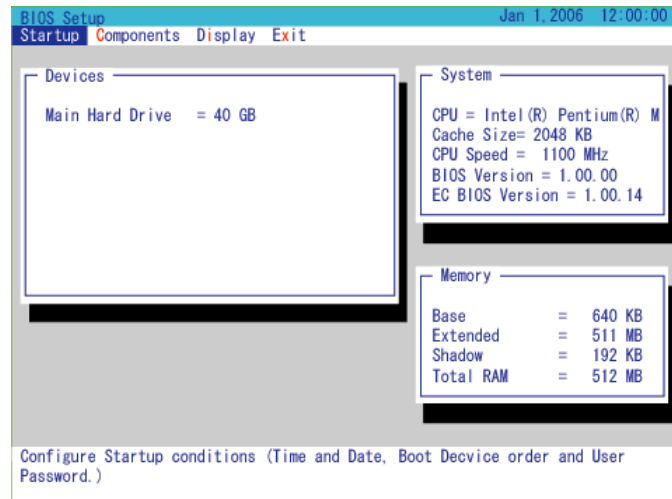 BIOS Setup Jan 1,2006 12:00:00
Startup Components Display Exit
Devices
Main Hard Drive = 40 GB
System
CPU = Intel(R) Pentium(R) M
Cache Size= 2048 KB
CPU Speed = 1100 MHz
BIOS Version = 1.00.00
EC BIOS Version = 1.00.14
Memory
Base = 640 KB
Extended = 511 MB
Shadow = 192 KB
Total RAM = 512 MB
Configure Startup conditions (Time and Date, Boot Decvice order and User
Password.)